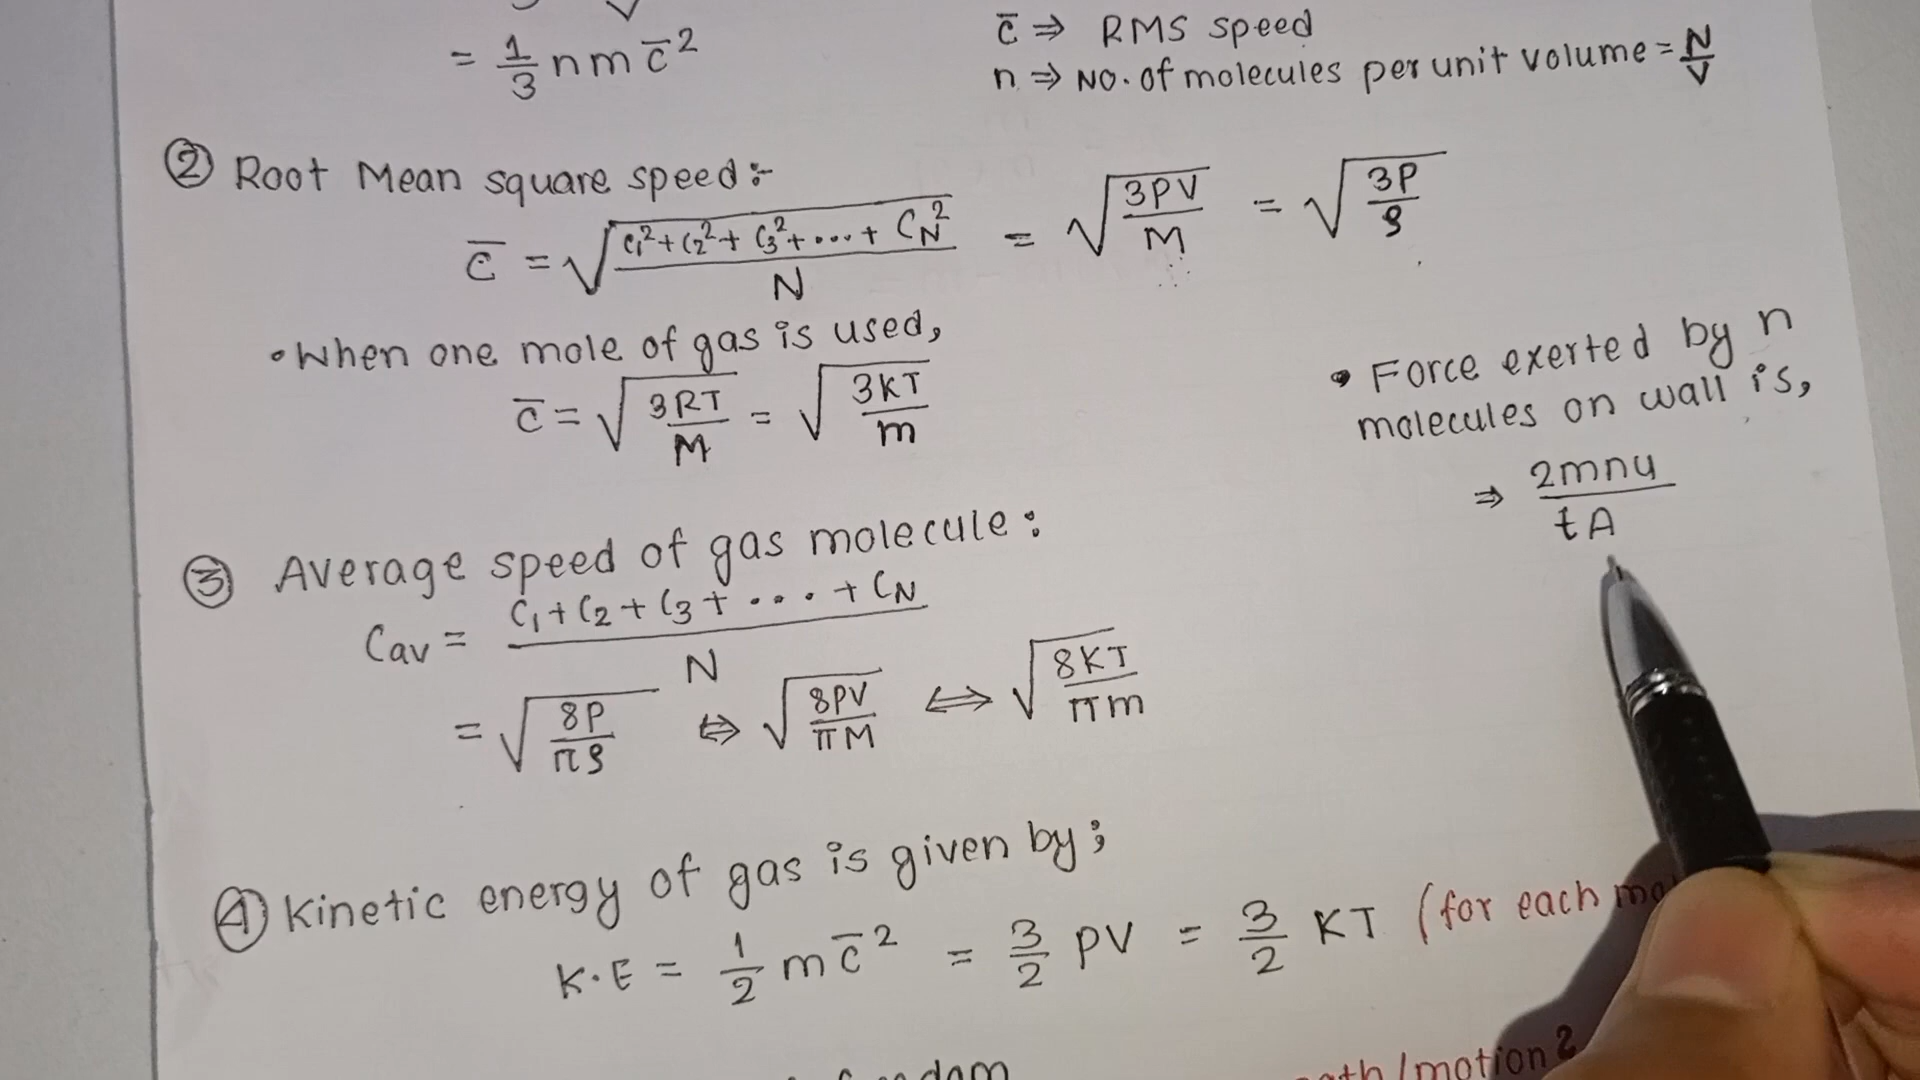 = 1/3 n m c̄²
c̄ ⇒ RMS speed
n ⇒ NO. of molecules per unit volume = N/V
② Root Mean square speed :-
c̄ = √((c₁² + c₂² + c₃² + .... + C_N²)/N) = √(3PV/M) = √(3P/ρ)
• When one mole of gas is used,
c̄ = √(3RT/M) = √(3KT/m)
• Force exerted by n
molecules on wall is,
⇒ 2mnu/tA
③ Average speed of gas molecule :
Cav = (C₁ + C₂ + C₃ + .... + C_N)/N
= √(8P/πρ) ⇔ √(8PV/πM) ⇔ √(8KT/πm)
④ Kinetic energy of gas is given by;
K.E = 1/2 m c̄² = 3/2 PV = 3/2 KT (for each
/motion